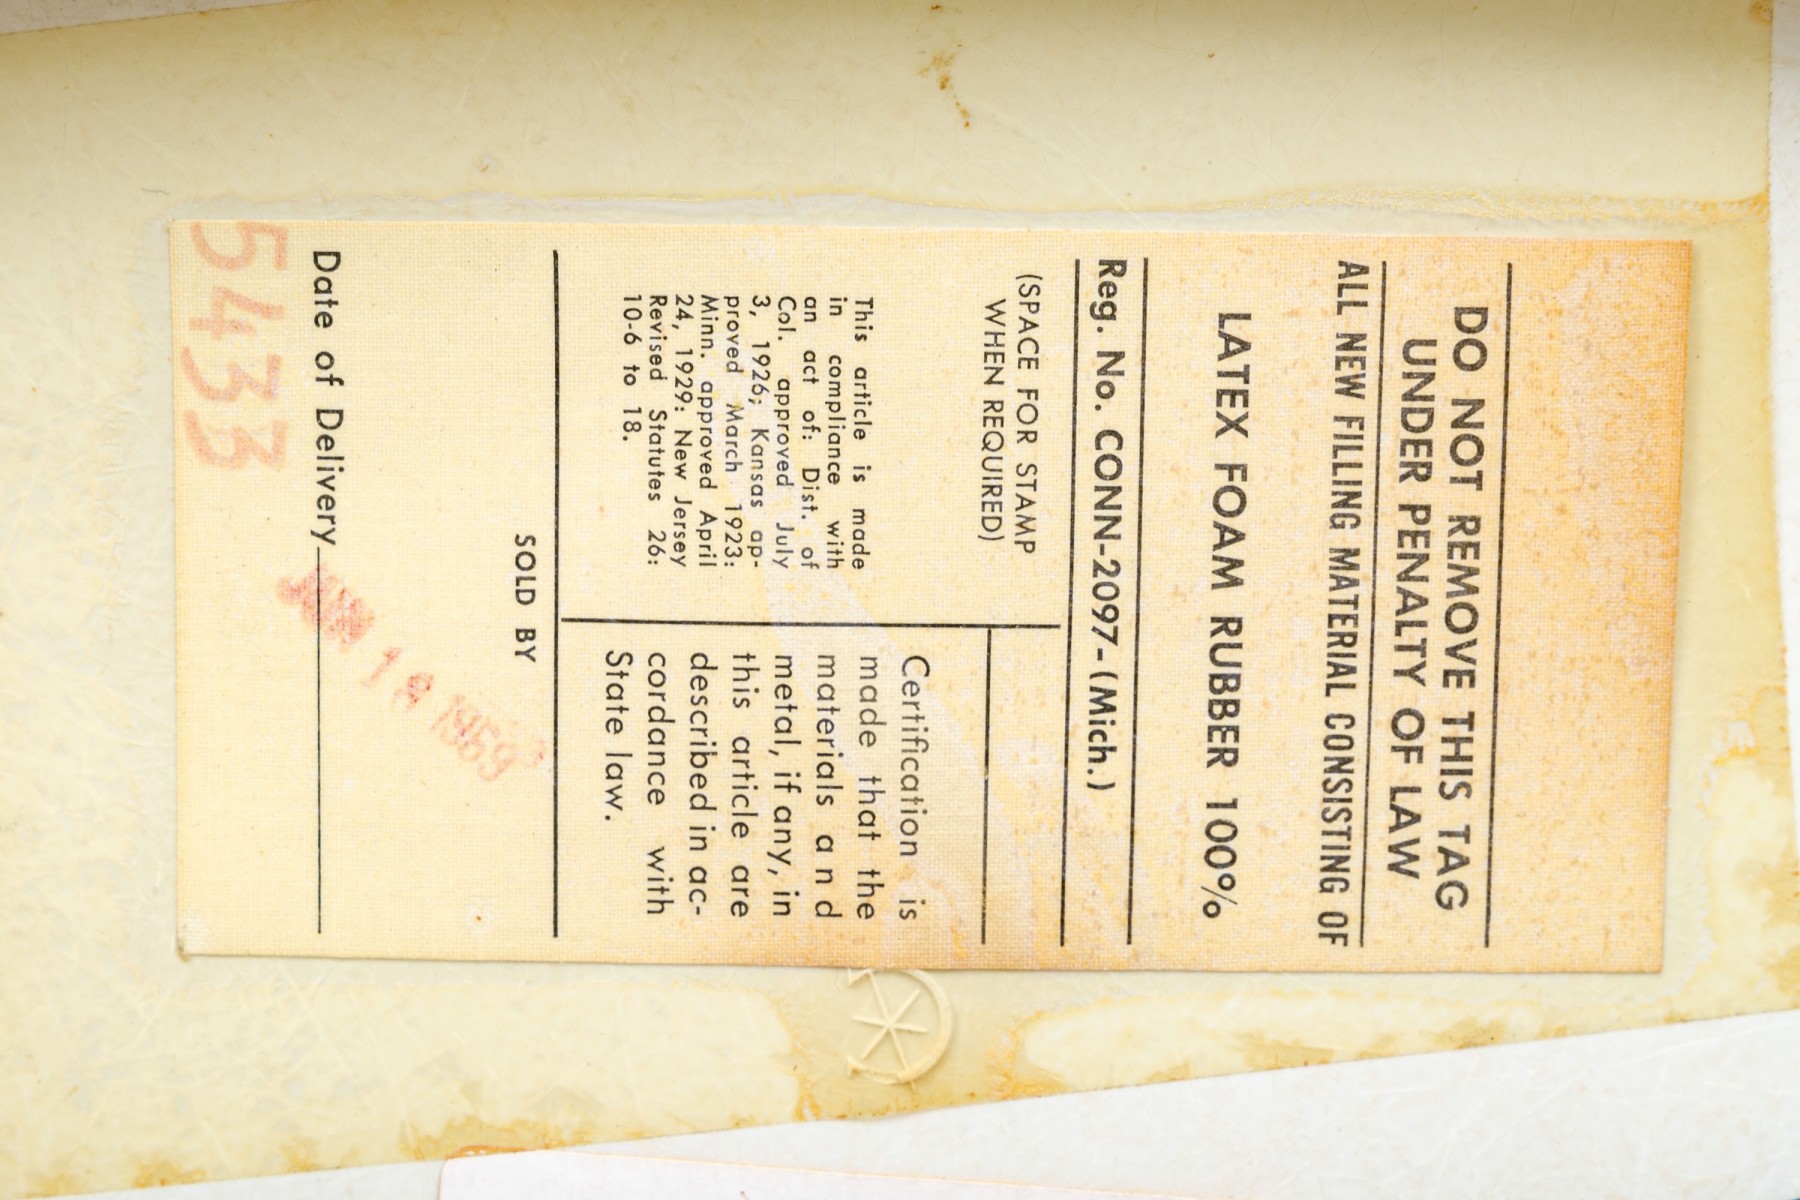 DO NOT REMOVE THIS TAG
UNDER PENALTY OF LAW
ALL NEW FILLING MATERIAL CONSISTING OF
LATEX FOAM RUBBER 100%
Reg. No. CONN-2097-(Mich.)
(SPACE FOR STAMP
WHEN REQUIRED)
This article is made
in compliance with
an act of: Dist. of
Col. approved July
3, 1926; Kansas ap-
proved March 1923:
Minn. approved April
24, 1929: New Jersey
Revised Statutes 26:
10-6 to 18.
Certification is
made that the
materials and
metal, if any, in
this article are
described in ac-
cordance with
State law.
SOLD BY
Date of Delivery
1969
5433